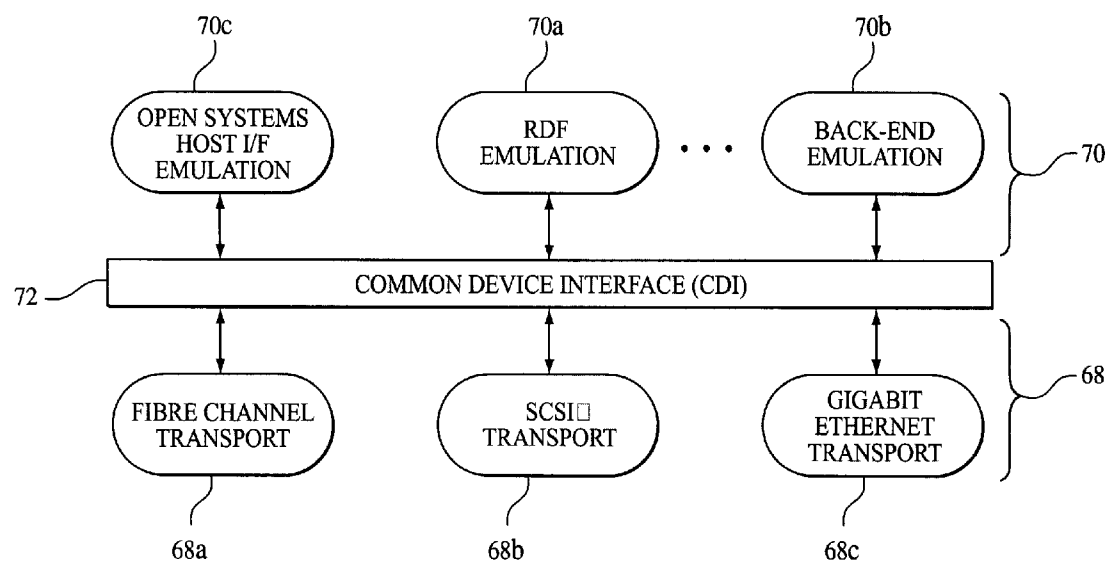 70c
70a
70b
OPEN SYSTEMS
HOST I/F
EMULATION
RDF
EMULATION
• • •
BACK-END
EMULATION
70
72
COMMON DEVICE INTERFACE (CDI)
68
FIBRE CHANNEL
TRANSPORT
SCSI□
TRANSPORT
GIGABIT
ETHERNET
TRANSPORT
68a
68b
68c